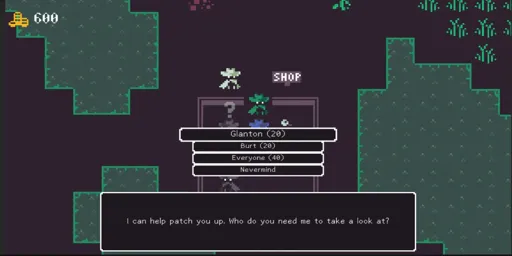 600
SHOP
?
Glanton (20)
Burt (20)
Everyone (40)
Nevermind
I can help patch you up. Who do you need me to take a look at?